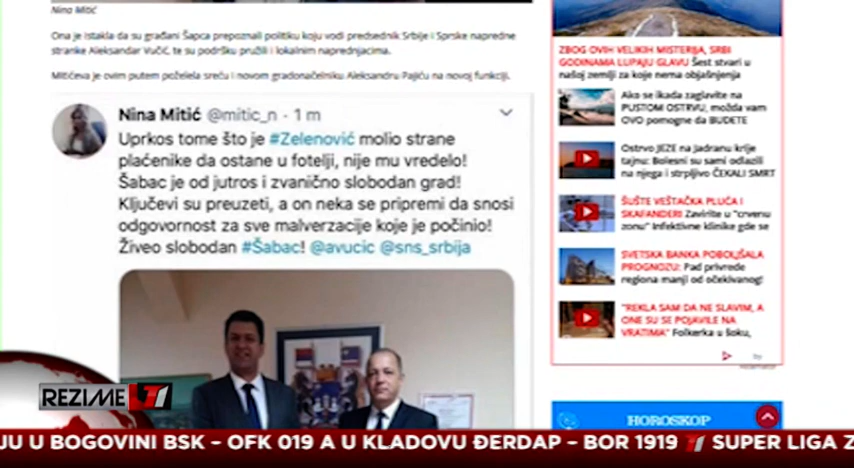 Nina Mitić
Ona je istakla da su građani Šapca prepoznali politiku koju vodi predsednik Srbije i Srpske napredne
stranke Aleksandar Vučić, te su podršku pružili i lokalnim naprednjacima.
Mitićeva je ovim putem poželela sreću i novom gradonačelniku Aleksandru Pajiću na novoj funkciji.
Nina Mitić @mitic_n · 1 m
Uprkos tome što je #Zelenović molio strane
plaćenike da ostane u fotelji, nije mu vredelo!
Šabac je od jutros i zvanično slobodan grad!
Ključevi su preuzeti, a on neka se pripremi da snosi
odgovornost za sve malverzacije koje je počinio!
Živeo slobodan #Šabac! @avucic @sns_srbija
ZBOG OVIH VELIKIH MISTERIJA, SRBI
GODINAMA LUPAJU GLAVU Šest stvari u
našoj zemlji za koje nema objašnjenja
Ako se ikada zaglavite na
PUSTOM OSTRVU, možda vam
OVO pomogne da BUDETE
Ostrvo JEZE na Jadranu krije
tajnu: Bolesni su sami odlazili
na njega i strpljivo ČEKALI SMRT
ŠUŠTE VEŠTAČKA PLUĆA I
SKAFANDERI Zavirite u "crvenu
zonu" Infektivne klinike gde se
SVETSKA BANKA POBOLJŠALA
PROGNOZU: Pad privrede
regiona manji od očekivanog!
"REKLA SAM DA NE SLAVIM, A
ONE SU SE POJAVILE NA
VRATIMA" Folkerka u šoku,
by
HOROSKOP
REZIME T1
JU U BOGOVINI BSK – OFK 019 A U KLADOVU ĐERDAP – BOR 1919 T1 SUPER LIGA Z